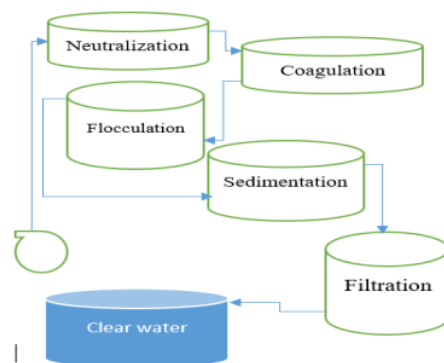 Neutralization
Coagulation
Flocculation
Sedimentation
Filtration
Clear water